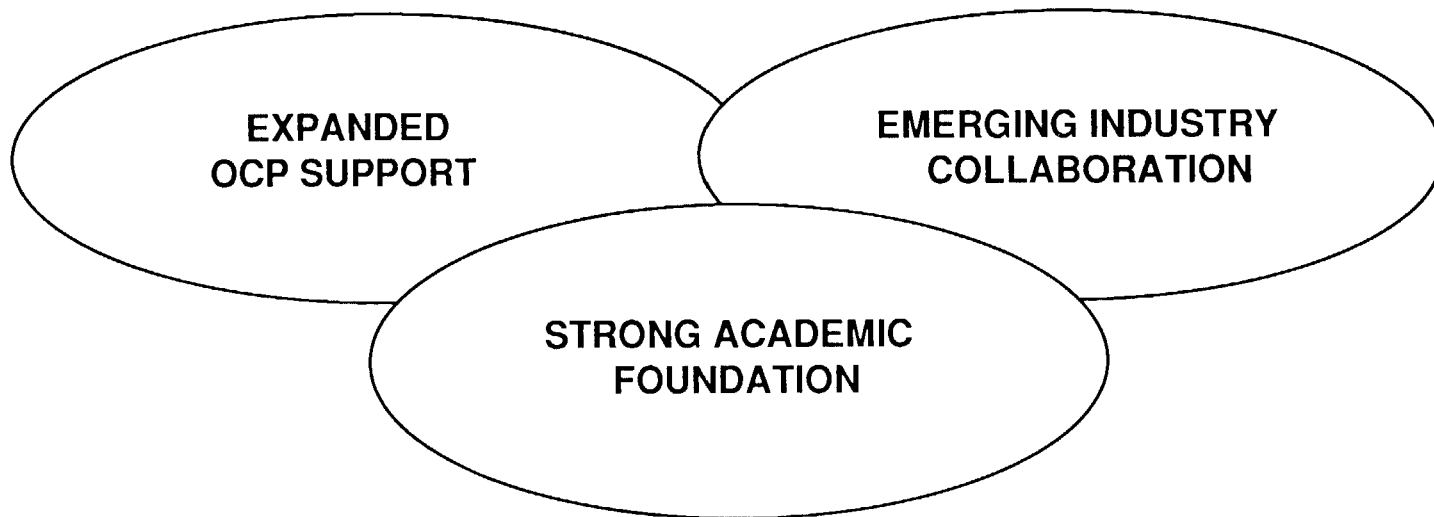 EXPANDED
OCP SUPPORT
EMERGING INDUSTRY
COLLABORATION
STRONG ACADEMIC
FOUNDATION